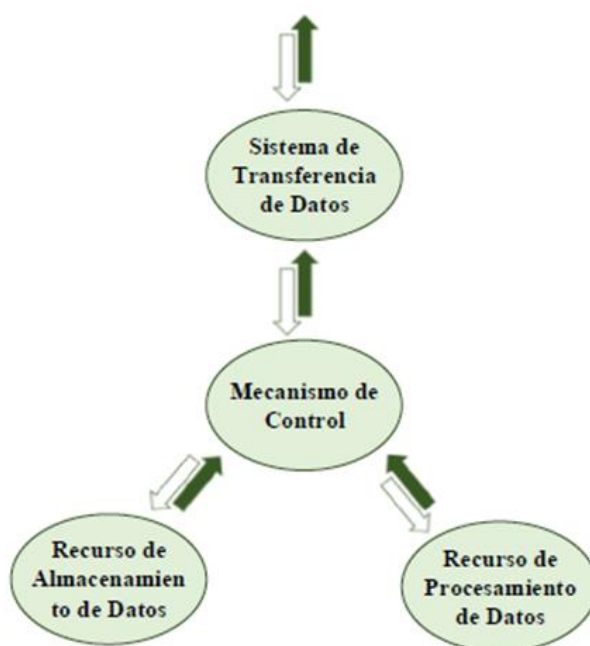 Sistema de
Transferencia
de Datos
Mecanismo de
Control
Recurso de
Almacenamien
to de Datos
Recurso de
Procesamiento
de Datos